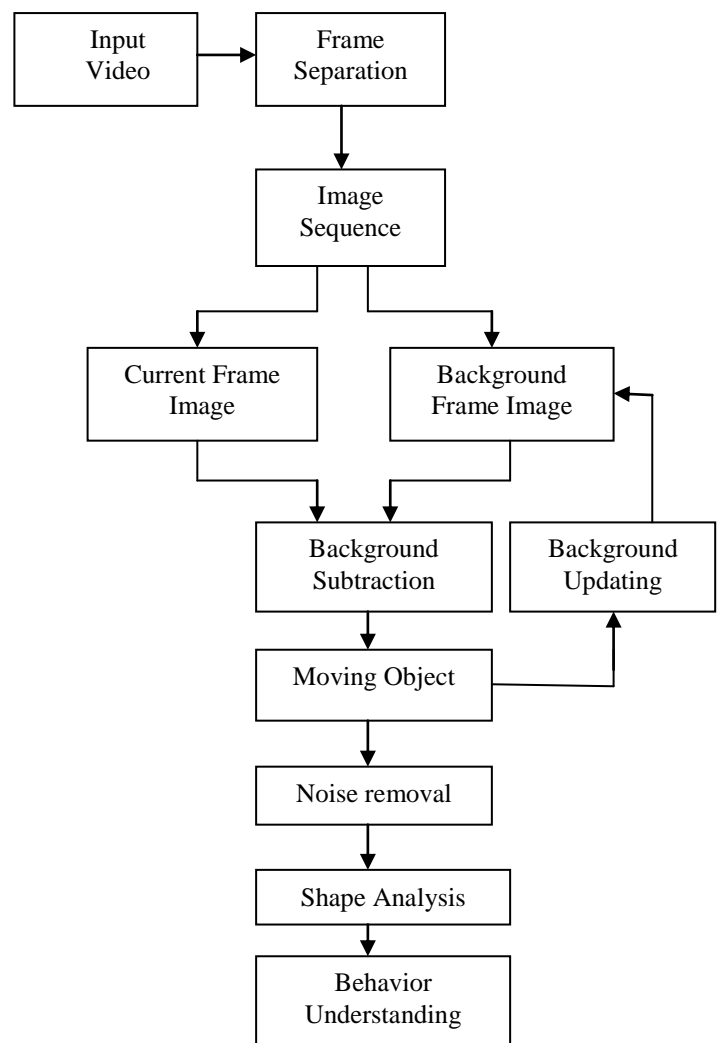 Input
Video
Frame
Separation
Image
Sequence
Current Frame
Image
Background
Frame Image
Background
Subtraction
Background
Updating
Moving Object
Noise removal
Shape Analysis
Behavior
Understanding